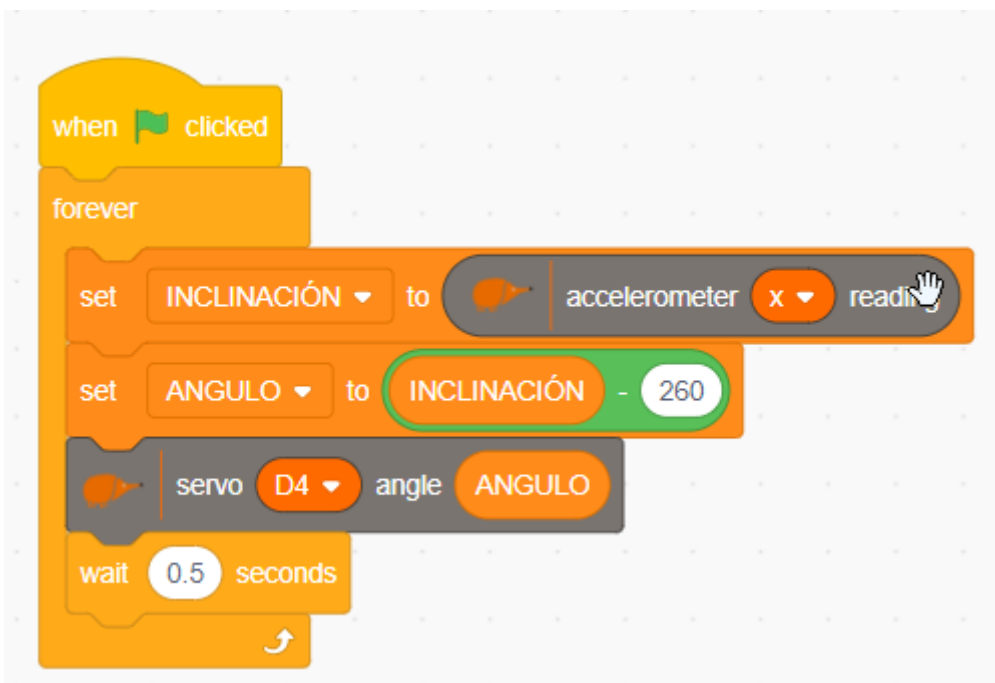 when clicked
forever
set INCLINACIÓN to accelerometer x reading
set ANGULO to INCLINACIÓN - 260
servo D4 angle ANGULO
wait 0.5 seconds